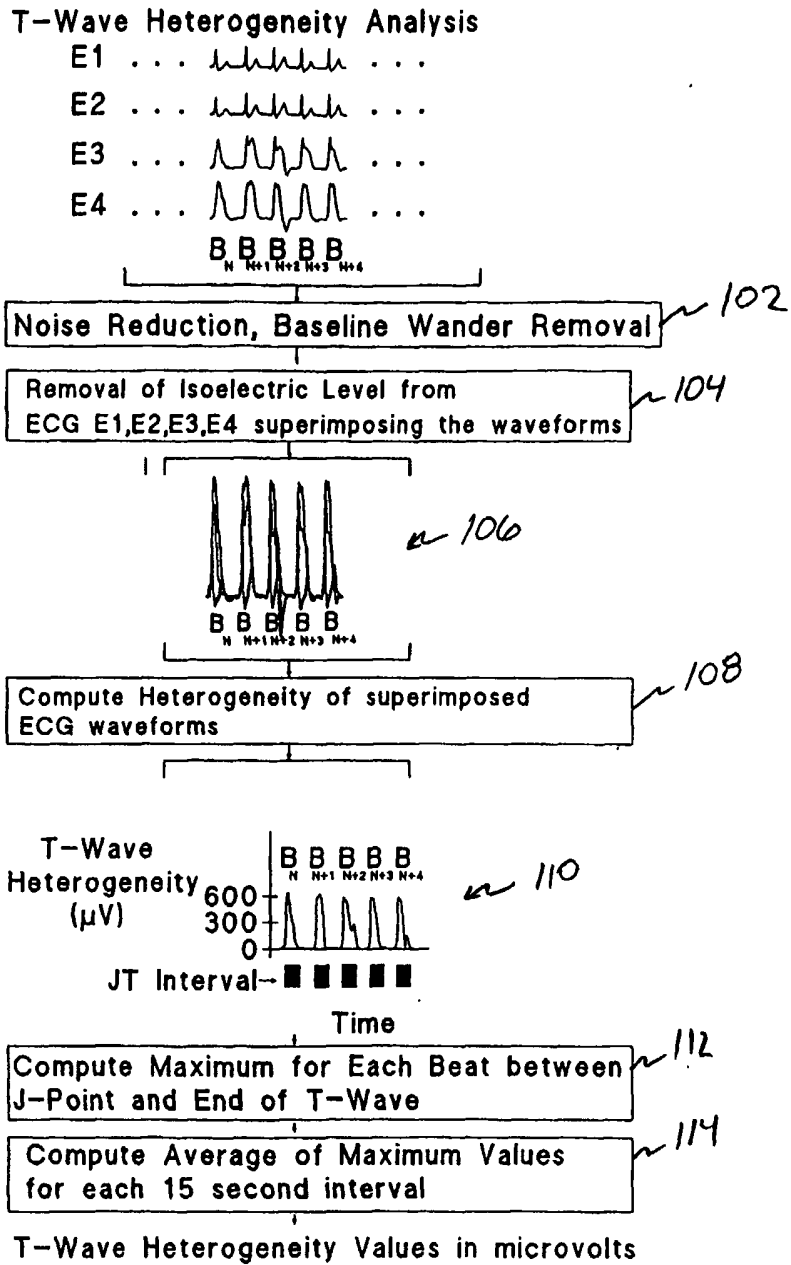 T-Wave Heterogeneity Analysis
E1 . . . . . .
E2 . . . . . .
E3 . . . . . .
E4 . . . . . .
B N B N+1 B N+2 B N+3 B N+4
Noise Reduction, Baseline Wander Removal
102
Removal of Isoelectric Level from
ECG E1,E2,E3,E4 superimposing the waveforms
104
106
B N B N+1 B N+2 B N+3 B N+4
Compute Heterogeneity of superimposed
ECG waveforms
108
T-Wave
Heterogeneity
(µV)
B N B N+1 B N+2 B N+3 B N+4
600
300
0
110
JT Interval→
Time
Compute Maximum for Each Beat between
J-Point and End of T-Wave
112
Compute Average of Maximum Values
for each 15 second interval
114
T-Wave Heterogeneity Values in microvolts